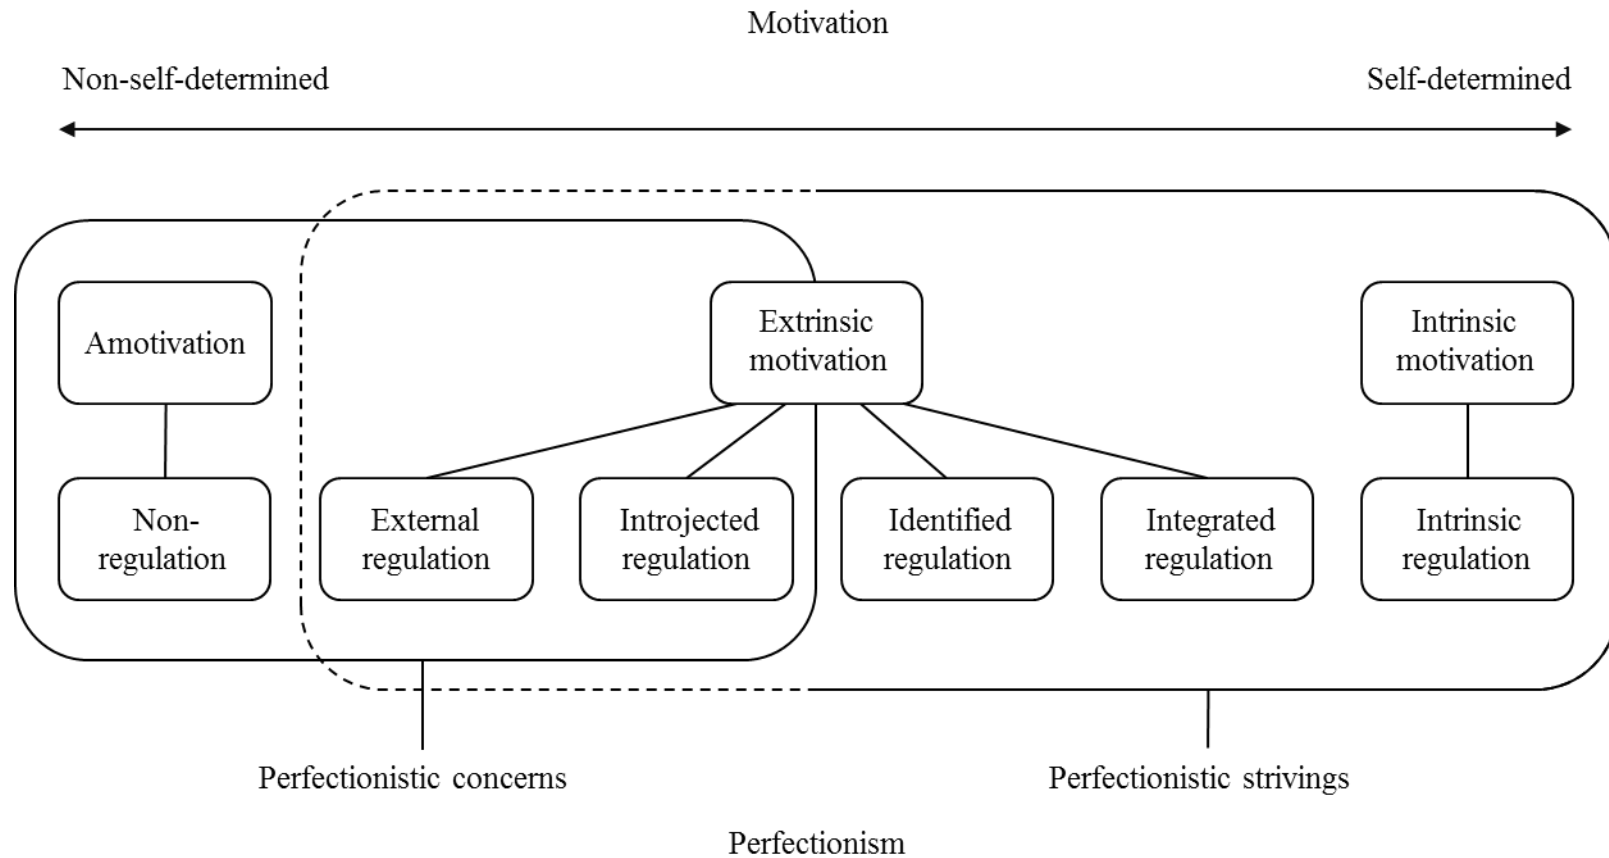 Motivation
Non-self-determined
Self-determined
Amotivation
Extrinsic
motivation
Intrinsic
motivation
Non-
regulation
External
regulation
Introjected
regulation
Identified
regulation
Integrated
regulation
Intrinsic
regulation
Perfectionistic concerns
Perfectionistic strivings
Perfectionism